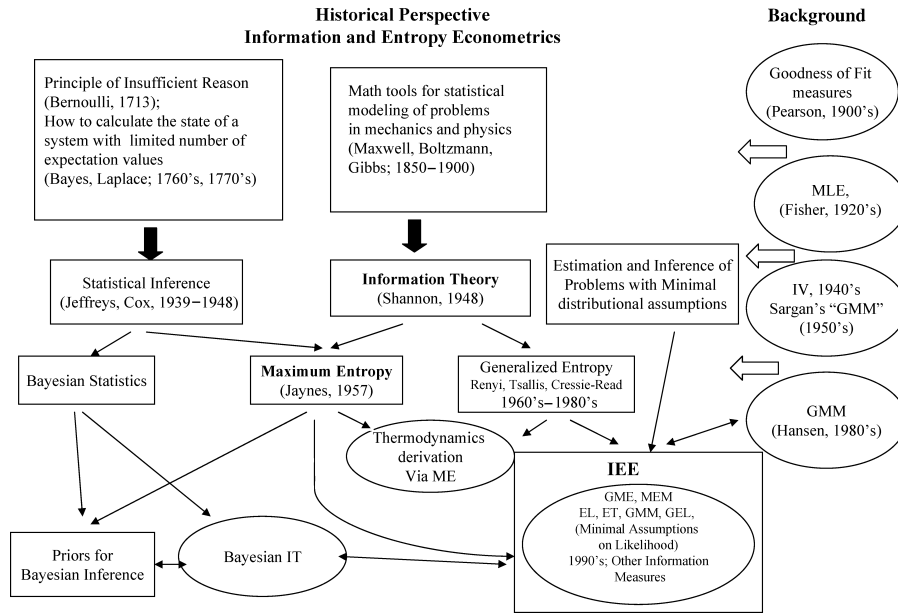 Historical Perspective
Information and Entropy Econometrics
Background
Principle of Insufficient Reason
(Bernoulli, 1713);
How to calculate the state of a
system with limited number of
expectation values
(Bayes, Laplace; 1760's, 1770's)
Math tools for statistical
modeling of problems
in mechanics and physics
(Maxwell, Boltzmann,
Gibbs; 1850–1900)
Goodness of Fit
measures
(Pearson, 1900's)
MLE,
(Fisher, 1920's)
Statistical Inference
(Jeffreys, Cox, 1939–1948)
Information Theory
(Shannon, 1948)
Estimation and Inference of
Problems with Minimal
distributional assumptions
IV, 1940's
Sargan's “GMM”
(1950's)
Bayesian Statistics
Maximum Entropy
(Jaynes, 1957)
Generalized Entropy
Renyi, Tsallis, Cressie-Read
1960's–1980's
GMM
(Hansen, 1980's)
Thermodynamics
derivation
Via ME
IEE
GME, MEM
EL, ET, GMM, GEL,
(Minimal Assumptions
on Likelihood)
1990's; Other Information
Measures
Priors for
Bayesian Inference
Bayesian IT